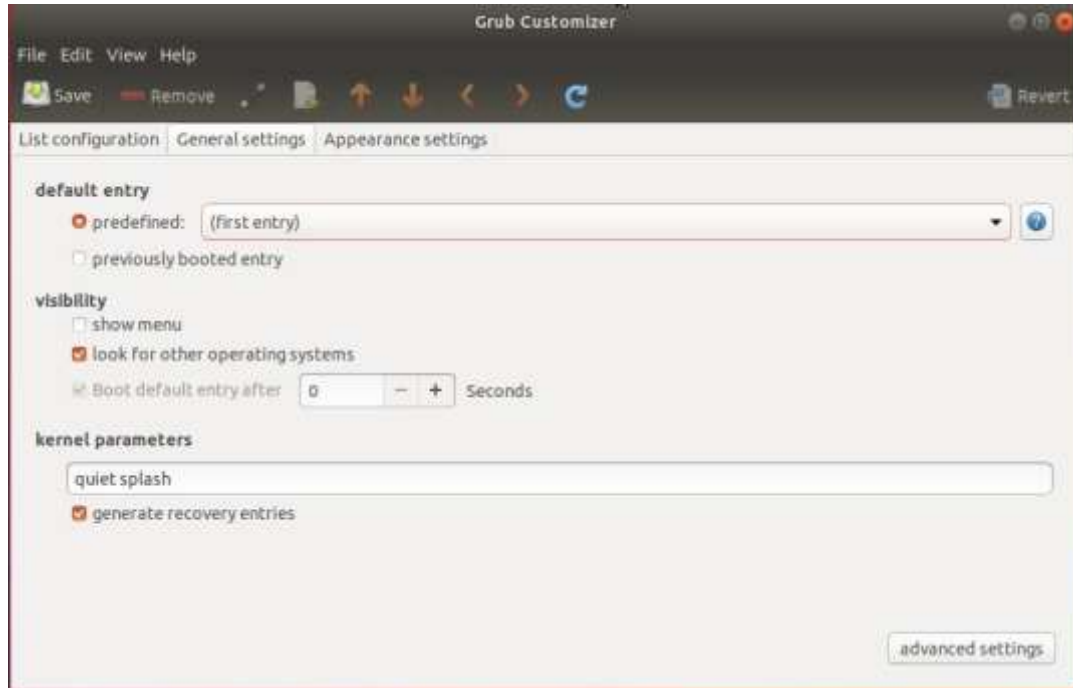 Grub Customizer
File Edit View Help
Save Remove Revert
List configuration General settings Appearance settings
default entry
predefined: (first entry)
previously booted entry
visibility
show menu
look for other operating systems
Boot default entry after 0 − + Seconds
kernel parameters
quiet splash
generate recovery entries
advanced settings